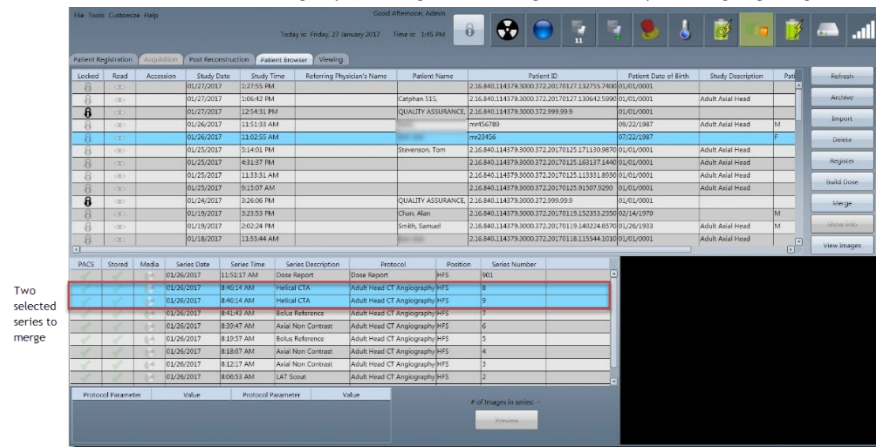 File Tools Customize Help
Good Afternoon, Admin
Today is: Friday, 27 January 2017 Time is: 1:45 PM
11
Patient Registration Acquisition Post Reconstruction Patient Browser Viewing
Locked Read Accession Study Date Study Time Referring Physician's Name Patient Name Patient ID Patient Date of Birth Study Description Pati
01/27/2017 1:27:55 PM 2.16.840.114379.3000.372.20170127.132755.7400 01/01/0001
01/27/2017 1:06:42 PM Catphan 515, 2.16.840.114379.3000.372.20170127.130642.5990 01/01/0001 Adult Axial Head
01/27/2017 12:54:31 PM QUALITY ASSURANCE, 2.16.840.114379.3000.372.999.99.9 01/01/0001
01/26/2017 11:51:33 AM mr456789 09/22/1987 Adult Axial Head M
01/26/2017 11:02:55 AM mr23456 07/22/1987 F
01/25/2017 5:14:01 PM Stevenson, Tom 2.16.840.114379.3000.372.20170125.171130.9870 01/01/0001 Adult Axial Head
01/25/2017 4:31:37 PM 2.16.840.114379.3000.372.20170125.163137.1440 01/01/0001
01/25/2017 11:33:31 AM 2.16.840.114379.3000.372.20170125.113331.8930 01/01/0001 Adult Axial Head
01/25/2017 9:15:07 AM 2.16.840.114379.3000.372.20170125.91507.9290 01/01/0001 Adult Axial Head
01/24/2017 3:26:06 PM QUALITY ASSURANCE, 2.16.840.114379.3000.372.999.99.9 01/01/0001
01/19/2017 3:23:53 PM Chan, Alan 2.16.840.114379.3000.372.20170119.152353.2350 02/14/1970 M
01/19/2017 2:02:24 PM Smith, Samuel 2.16.840.114379.3000.372.20170119.140224.6570 01/26/1933 Adult Axial Head M
01/18/2017 11:55:44 AM 2.16.840.114379.3000.372.20170118.115544.1010 01/01/0001 Adult Axial Head
Refresh
Archive
Import
Delete
Register
Build Dose
Merge
Show Info
View Images
PACS Stored Media Series Date Series Time Series Description Protocol Position Series Number
01/26/2017 11:51:17 AM Dose Report Dose Report HFS 901
01/26/2017 8:46:14 AM Helical CTA Adult Head CT Angiography HFS 8
01/26/2017 8:46:14 AM Helical CTA Adult Head CT Angiography HFS 9
01/26/2017 8:41:43 AM Bolus Reference Adult Head CT Angiography HFS 7
01/26/2017 8:39:47 AM Axial Non Contrast Adult Head CT Angiography HFS 6
01/26/2017 8:19:57 AM Bolus Reference Adult Head CT Angiography HFS 5
01/26/2017 8:18:07 AM Axial Non Contrast Adult Head CT Angiography HFS 4
01/26/2017 8:12:17 AM Axial Non Contrast Adult Head CT Angiography HFS 3
01/26/2017 8:06:53 AM LAT Scout Adult Head CT Angiography HFS 2
Two
selected
series to
merge
Protocol Parameter Value Protocol Parameter Value
# of Images in series: -
Preview